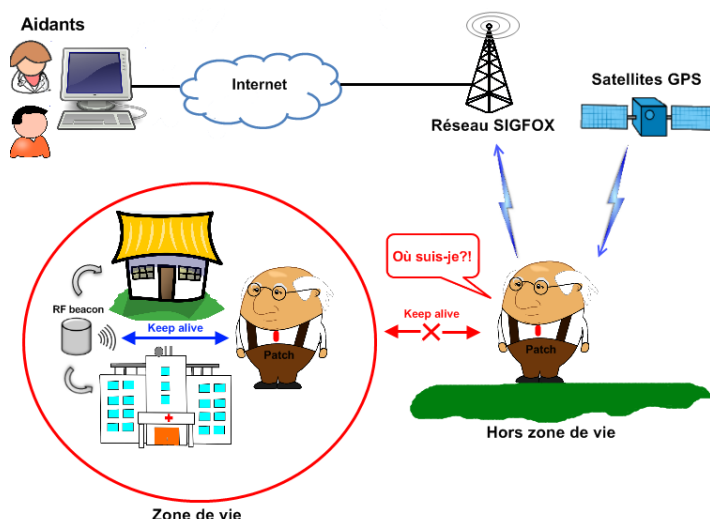 Aidants
Internet
Réseau SIGFOX
Satellites GPS
Où suis-je?!
RF beacon
Keep alive
Patch
Keep alive
Patch
Hors zone de vie
Zone de vie